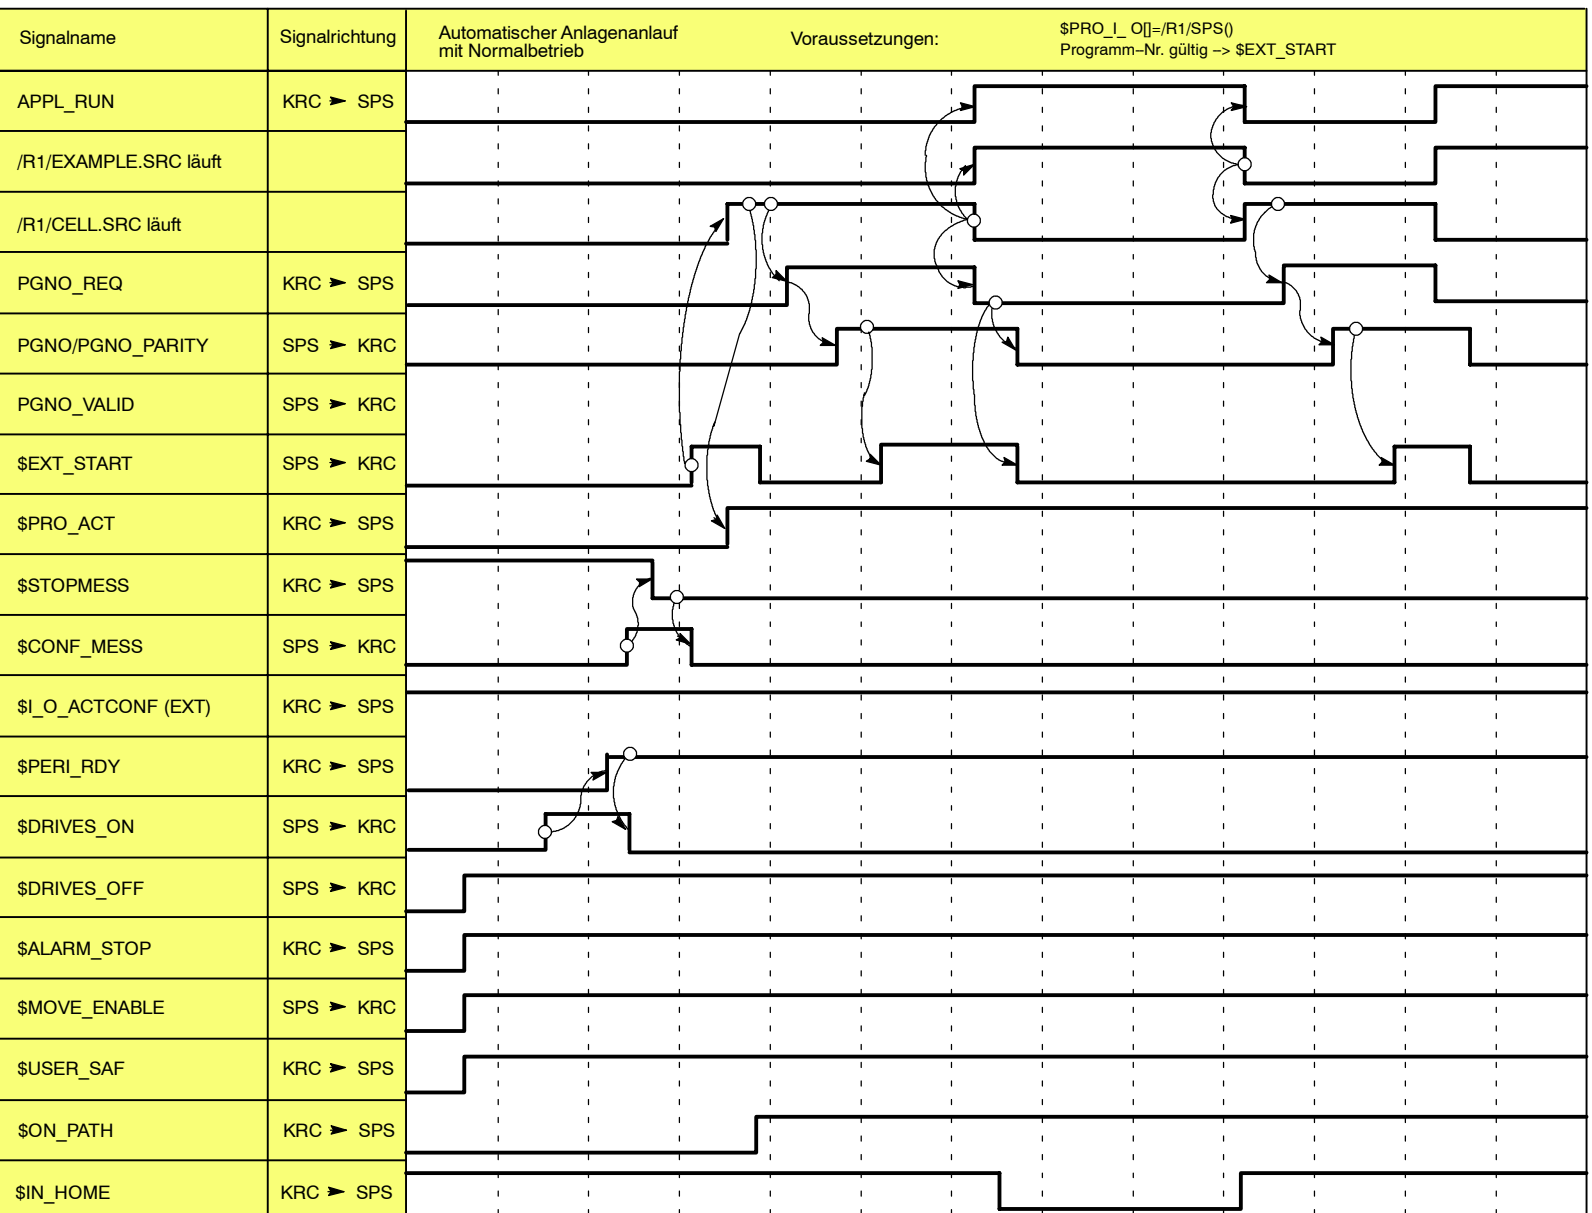 Signalname Signalrichtung Automatischer Anlagenanlauf Voraussetzungen: $PRO_I_ O[]=/R1/SPS()
mit Normalbetrieb Programm–Nr. gültig –> $EXT_START
APPL_RUN KRC ➤ SPS
/R1/EXAMPLE.SRC läuft
/R1/CELL.SRC läuft
PGNO_REQ KRC ➤ SPS
PGNO/PGNO_PARITY SPS ➤ KRC
PGNO_VALID SPS ➤ KRC
$EXT_START SPS ➤ KRC
$PRO_ACT KRC ➤ SPS
$STOPMESS KRC ➤ SPS
$CONF_MESS SPS ➤ KRC
$I_O_ACTCONF (EXT) KRC ➤ SPS
$PERI_RDY KRC ➤ SPS
$DRIVES_ON SPS ➤ KRC
$DRIVES_OFF SPS ➤ KRC
$ALARM_STOP KRC ➤ SPS
$MOVE_ENABLE SPS ➤ KRC
$USER_SAF KRC ➤ SPS
$ON_PATH KRC ➤ SPS
$IN_HOME KRC ➤ SPS